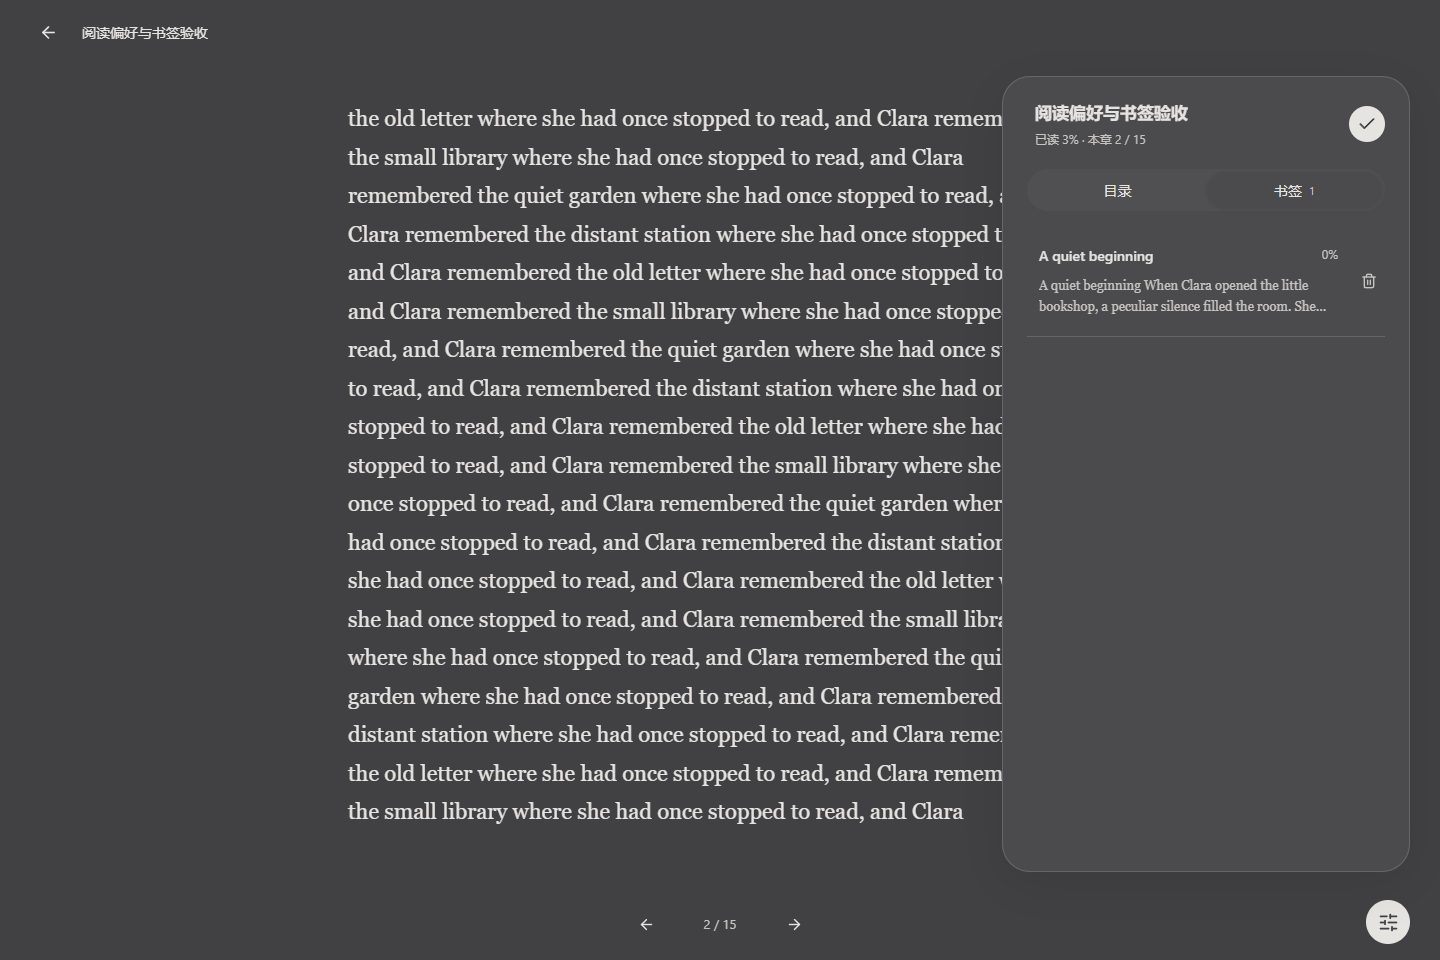 阅读偏好与书签验收
the old letter where she had once stopped to read, and Clara remem
the small library where she had once stopped to read, and Clara
remembered the quiet garden where she had once stopped to read,
Clara remembered the distant station where she had once stopped t
and Clara remembered the old letter where she had once stopped to
and Clara remembered the small library where she had once stoppe
read, and Clara remembered the quiet garden where she had once s
to read, and Clara remembered the distant station where she had or
stopped to read, and Clara remembered the old letter where she had
stopped to read, and Clara remembered the small library where she
once stopped to read, and Clara remembered the quiet garden wher
had once stopped to read, and Clara remembered the distant station
she had once stopped to read, and Clara remembered the old letter
she had once stopped to read, and Clara remembered the small libra
where she had once stopped to read, and Clara remembered the qui
garden where she had once stopped to read, and Clara remembered
distant station where she had once stopped to read, and Clara reme
the old letter where she had once stopped to read, and Clara remem
the small library where she had once stopped to read, and Clara
2 / 15
阅读偏好与书签验收
已读 3% · 本章 2 / 15
目录
书签 1
A quiet beginning 0%
A quiet beginning When Clara opened the little
bookshop, a peculiar silence filled the room. She...